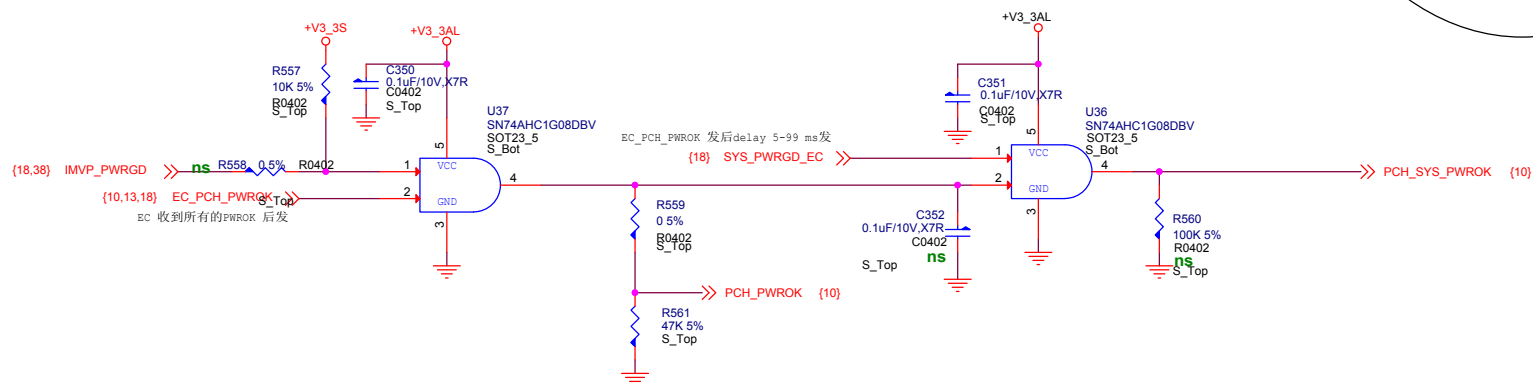 +V3_3S
+V3_3AL
R557
10K 5%
R0402
S_Top
C350
0.1uF/10V,X7R
C0402
S_Top
U37
SN74AHC1G08DBV
SOT23_5
S_Bot
{18,38} IMVP_PWRGD
ns
R558 0 5%
R0402
{10,13,18} EC_PCH_PWROK
S_Top
EC 收到所有的PWROK 后发
1
2
5
VCC
GND
3
4
R559
0 5%
R0402
S_Top
PCH_PWROK {10}
R561
47K 5%
S_Top
EC_PCH_PWROK 发后delay 5-99 ms发
{18} SYS_PWRGD_EC
+V3_3AL
C351
0.1uF/10V,X7R
C0402
S_Top
C352
0.1uF/10V,X7R
C0402
ns
S_Top
U36
SN74AHC1G08DBV
SOT23_5
S_Bot
1
2
5
VCC
GND
3
4
PCH_SYS_PWROK {10}
R560
100K 5%
R0402
ns
S_Top